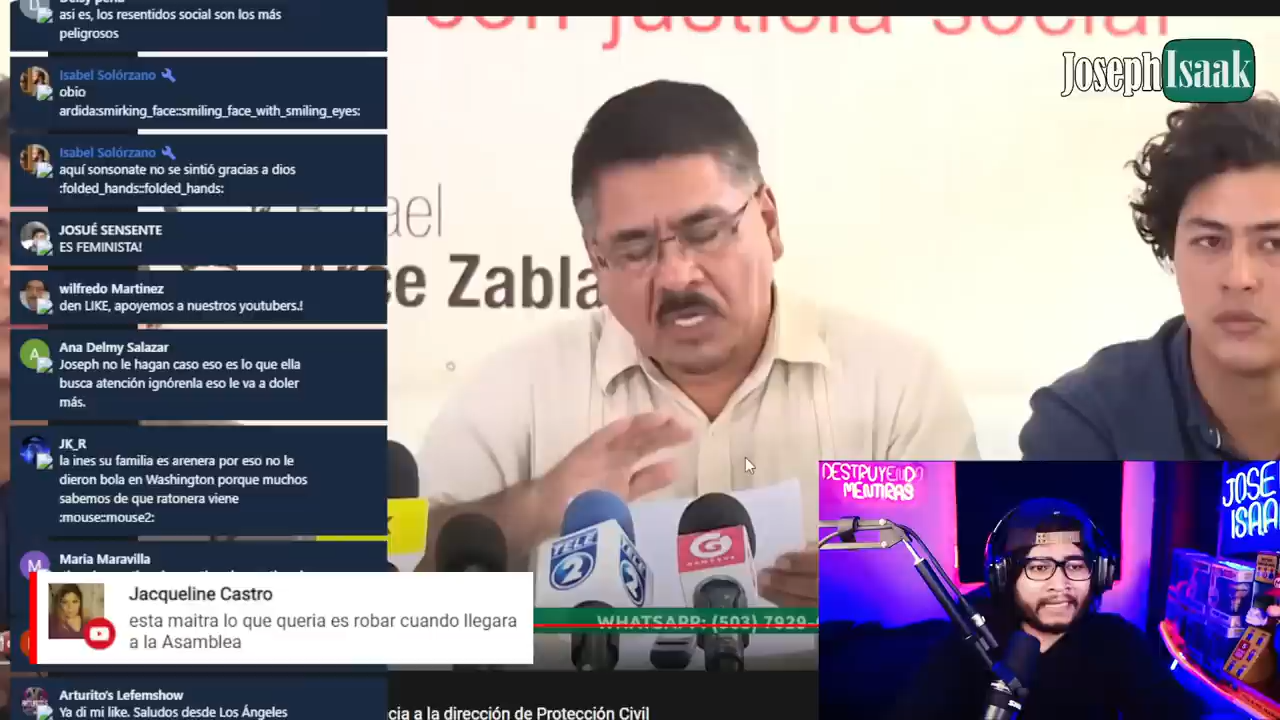 asi es, los resentidos social son los más
peligrosos
Isabel Solórzano
obio
ardida:smirking_face::smiling_face_with_smiling_eyes:
Isabel Solórzano
aquí sonsonate no se sintió gracias a dios
:folded_hands::folded_hands:
JOSUÉ SENSENTE
ES FEMINISTA!
wilfredo Martinez
den LIKE, apoyemos a nuestros youtubers.!
Ana Delmy Salazar
Joseph no le hagan caso eso es lo que ella
busca atención ignórenla eso le va a doler
más.
JK_R
la ines su familia es arenera por eso no le
dieron bola en Washington porque muchos
sabemos de que ratonera viene
:mouse::mouse2:
Maria Maravilla
Jacqueline Castro
esta maitra lo que queria es robar cuando llegara
a la Asamblea
Arturito's Lefemshow
Ya di mi like. Saludos desde Los Ángeles
con justicia social
JosephIsaak
ael
ce Zabla
TELE
2
G
WHATSAPP: (503) 7929-
cia a la dirección de Protección Civil
DESTRUYENDO
MENTIRAS
JOSE
ISAA